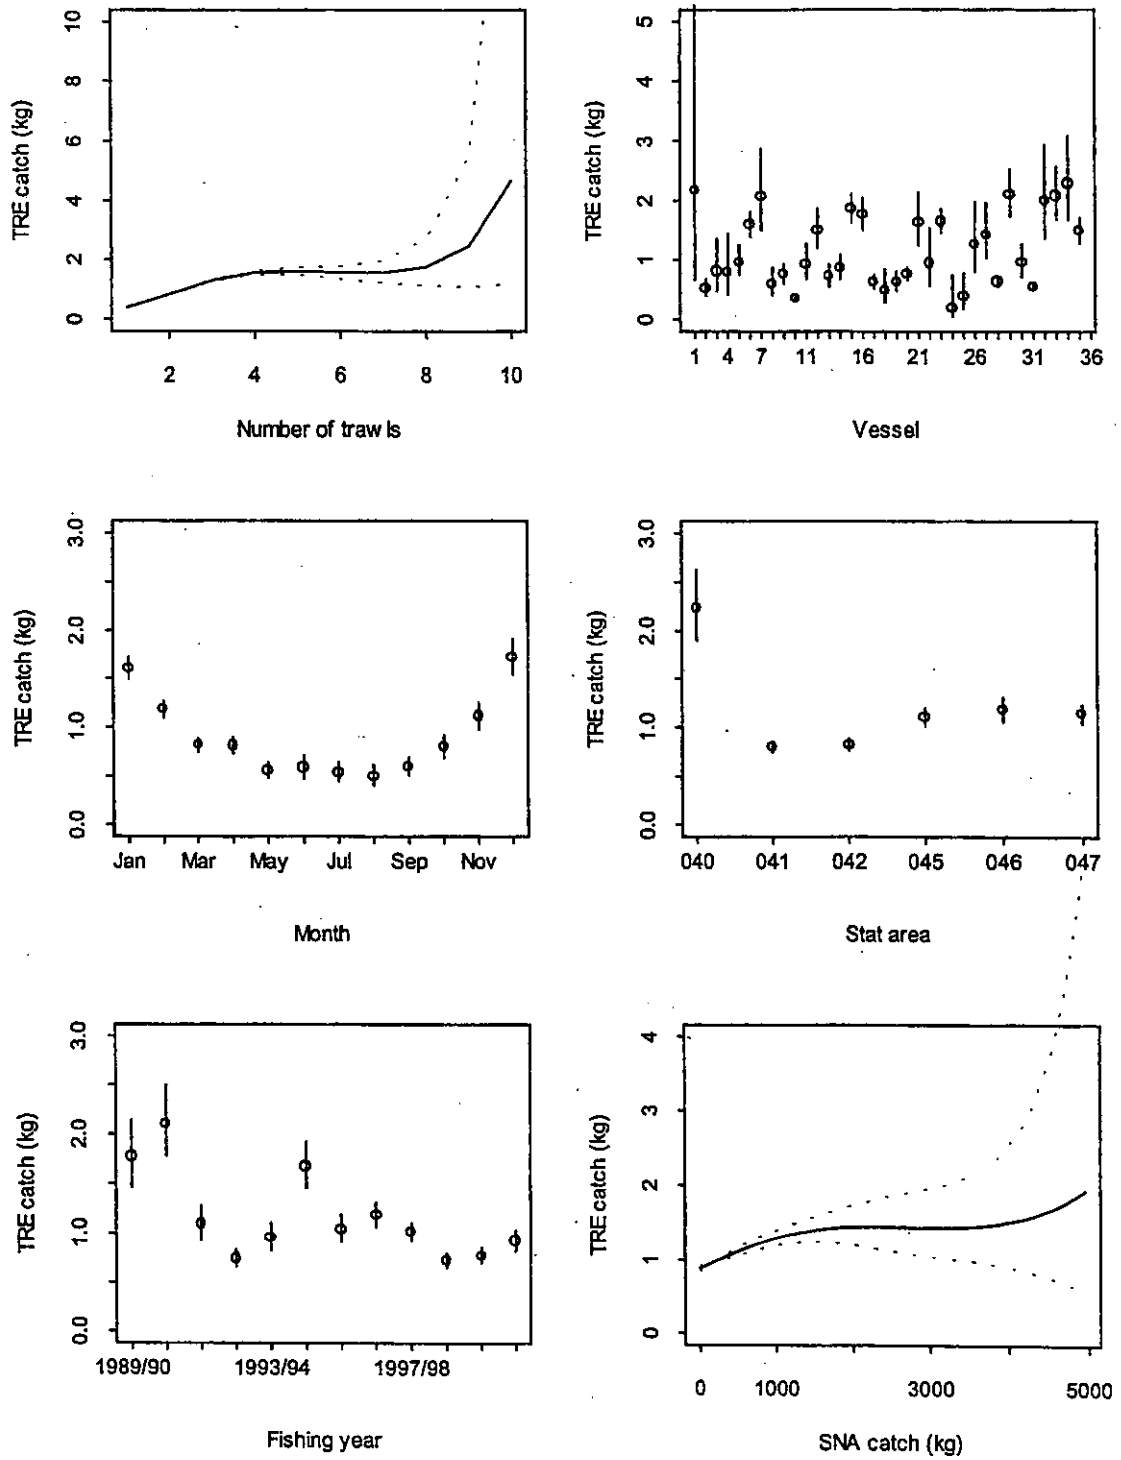 TRE catch (kg)
0 2 4 6 8 10
2 4 6 8 10
Number of trawls
TRE catch (kg)
0 1 2 3 4 5
1 4 7 11 16 21 26 31 36
Vessel
TRE catch (kg)
0.0 1.0 2.0 3.0
Jan Mar May Jul Sep Nov
Month
TRE catch (kg)
0.0 1.0 2.0 3.0
040 041 042 045 046 047
Stat area
TRE catch (kg)
0.0 1.0 2.0 3.0
1989/90 1993/94 1997/98
Fishing year
TRE catch (kg)
0 1 2 3 4
0 1000 3000 5000
SNA catch (kg)